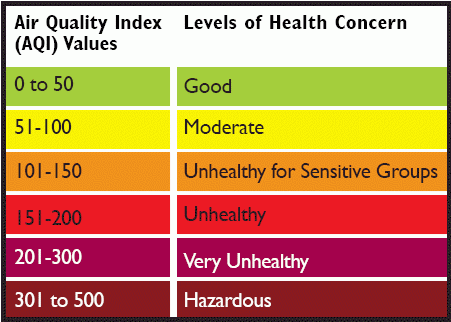 Air Quality Index Levels of Health Concern
(AQI) Values
0 to 50 Good
51-100 Moderate
101-150 Unhealthy for Sensitive Groups
151-200 Unhealthy
201-300 Very Unhealthy
301 to 500 Hazardous